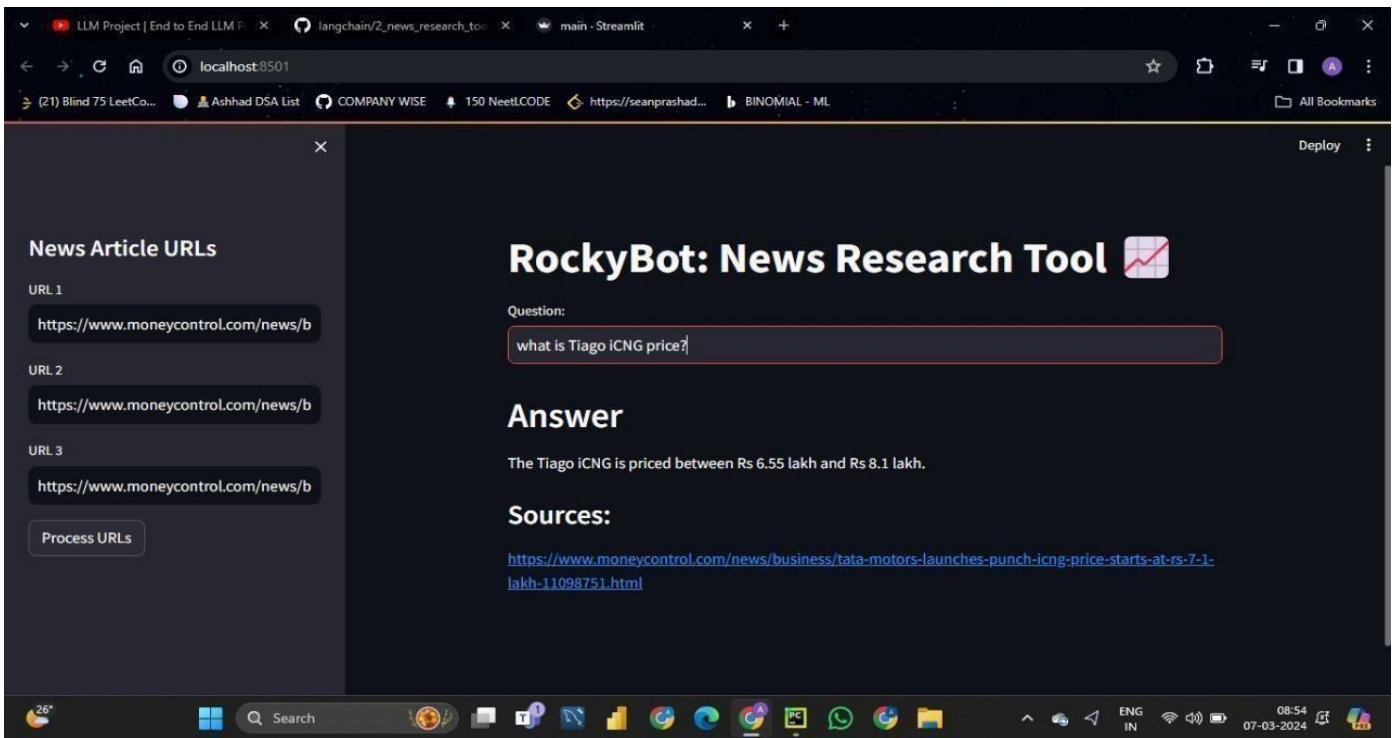 LLM Project | End to End LLM P
langchain/2_news_research_too
main · Streamlit
localhost:8501
(21) Blind 75 LeetCo...
Ashhad DSA List
COMPANY WISE
150 NeetLCODE
https://seanprashad...
BINOMIAL - ML
All Bookmarks
Deploy
News Article URLs
URL 1
https://www.moneycontrol.com/news/b
URL 2
https://www.moneycontrol.com/news/b
URL 3
https://www.moneycontrol.com/news/b
Process URLs
RockyBot: News Research Tool
Question:
what is Tiago iCNG price?
Answer
The Tiago iCNG is priced between Rs 6.55 lakh and Rs 8.1 lakh.
Sources:
https://www.moneycontrol.com/news/business/tata-motors-launches-punch-icng-price-starts-at-rs-7-1-
lakh-11098751.html
26°
Search
ENG
IN
08:54
07-03-2024